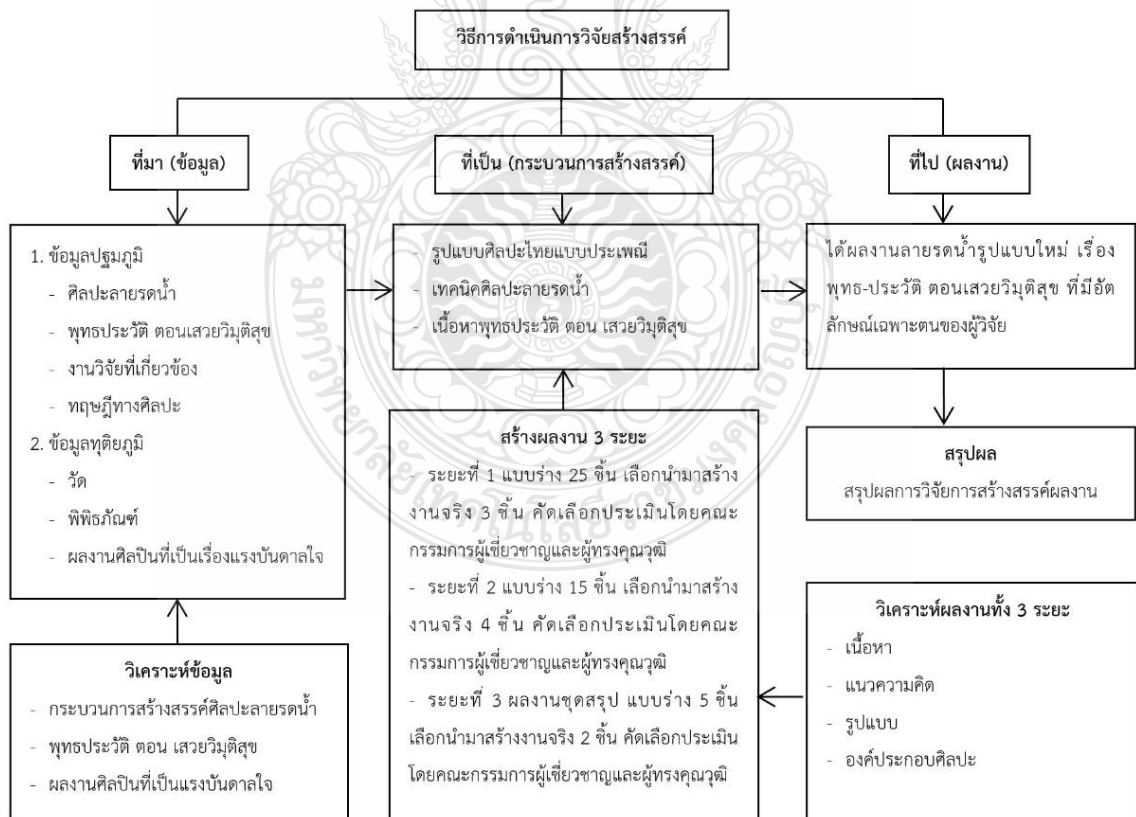 วิธีการดำเนินการวิจัยสร้างสรรค์
ที่มา (ข้อมูล)
ที่เป็น (กระบวนการสร้างสรรค์)
ที่ไป (ผลงาน)
1. ข้อมูลปฐมภูมิ
- ศิลปะลายรดน้ำ
- พุทธประวัติ ตอนเสวยวิมุติสุข
- งานวิจัยที่เกี่ยวข้อง
- ทฤษฎีทางศิลปะ
2. ข้อมูลทุติยภูมิ
- วัด
- พิพิธภัณฑ์
- ผลงานศิลปินที่เป็นเรื่องแรงบันดาลใจ
- รูปแบบศิลปะไทยแบบประเพณี
- เทคนิคศิลปะลายรดน้ำ
- เนื้อหาพุทธประวัติ ตอน เสวยวิมุติสุข
ได้ผลงานลายรดน้ำรูปแบบใหม่ เรื่อง
พุทธ-ประวัติ ตอนเสวยวิมุติสุข ที่มีอัต
ลักษณ์เฉพาะตนของผู้วิจัย
สร้างผลงาน 3 ระยะ
- ระยะที่ 1 แบบร่าง 25 ชิ้น เลือกนำมาสร้าง
งานจริง 3 ชิ้น คัดเลือกประเมินโดยคณะ
กรรมการผู้เชี่ยวชาญและผู้ทรงคุณวุฒิ
- ระยะที่ 2 แบบร่าง 15 ชิ้น เลือกนำมาสร้าง
งานจริง 4 ชิ้น คัดเลือกประเมินโดยคณะ
กรรมการผู้เชี่ยวชาญและผู้ทรงคุณวุฒิ
- ระยะที่ 3 ผลงานชุดสรุป แบบร่าง 5 ชิ้น
เลือกนำมาสร้างงานจริง 2 ชิ้น คัดเลือกประเมิน
โดยคณะกรรมการผู้เชี่ยวชาญและผู้ทรงคุณวุฒิ
สรุปผล
สรุปผลการวิจัยการสร้างสรรค์ผลงาน
วิเคราะห์ข้อมูล
- กระบวนการสร้างสรรค์ศิลปะลายรดน้ำ
- พุทธประวัติ ตอน เสวยวิมุติสุข
- ผลงานศิลปินที่เป็นแรงบันดาลใจ
วิเคราะห์ผลงานทั้ง 3 ระยะ
- เนื้อหา
- แนวความคิด
- รูปแบบ
- องค์ประกอบศิลปะ
มหาวิทยาลัยเทคโนโลยีราชมงคลธัญบุรี